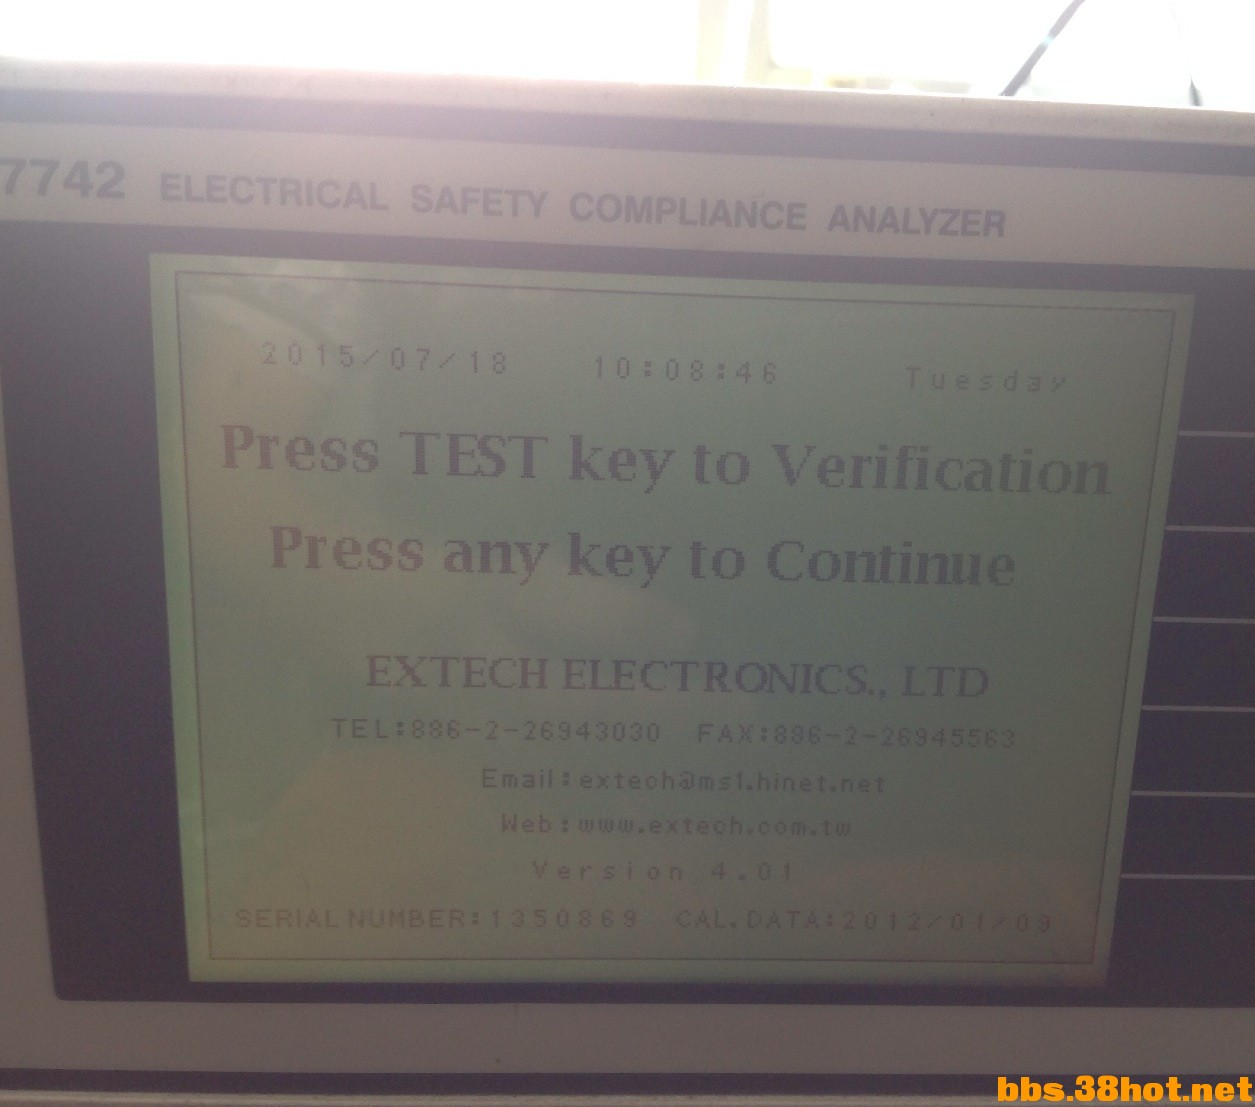 7742 ELECTRICAL SAFETY COMPLIANCE ANALYZER
2015/07/18 10:08:46 Tuesday
Press TEST key to Verification
Press any key to Continue
EXTECH ELECTRONICS., LTD
TEL:886-2-26943030 FAX:886-2-26945563
Email:extech@ms1.hinet.net
Web:www.extech.com.tw
Version 4.01
SERIAL NUMBER:1350869 CAL.DATA:2012/01/09
bbs.38hot.net